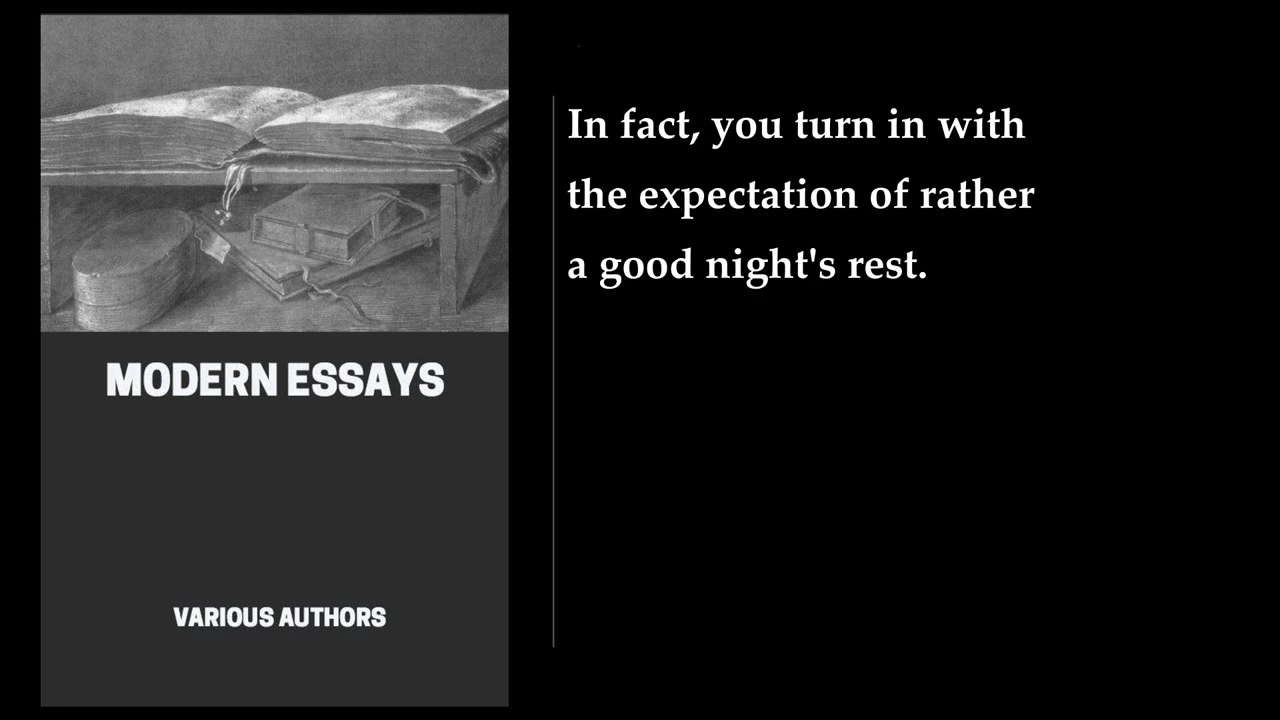 MODERN ESSAYS
VARIOUS AUTHORS
In fact, you turn in with
the expectation of rather
a good night's rest.